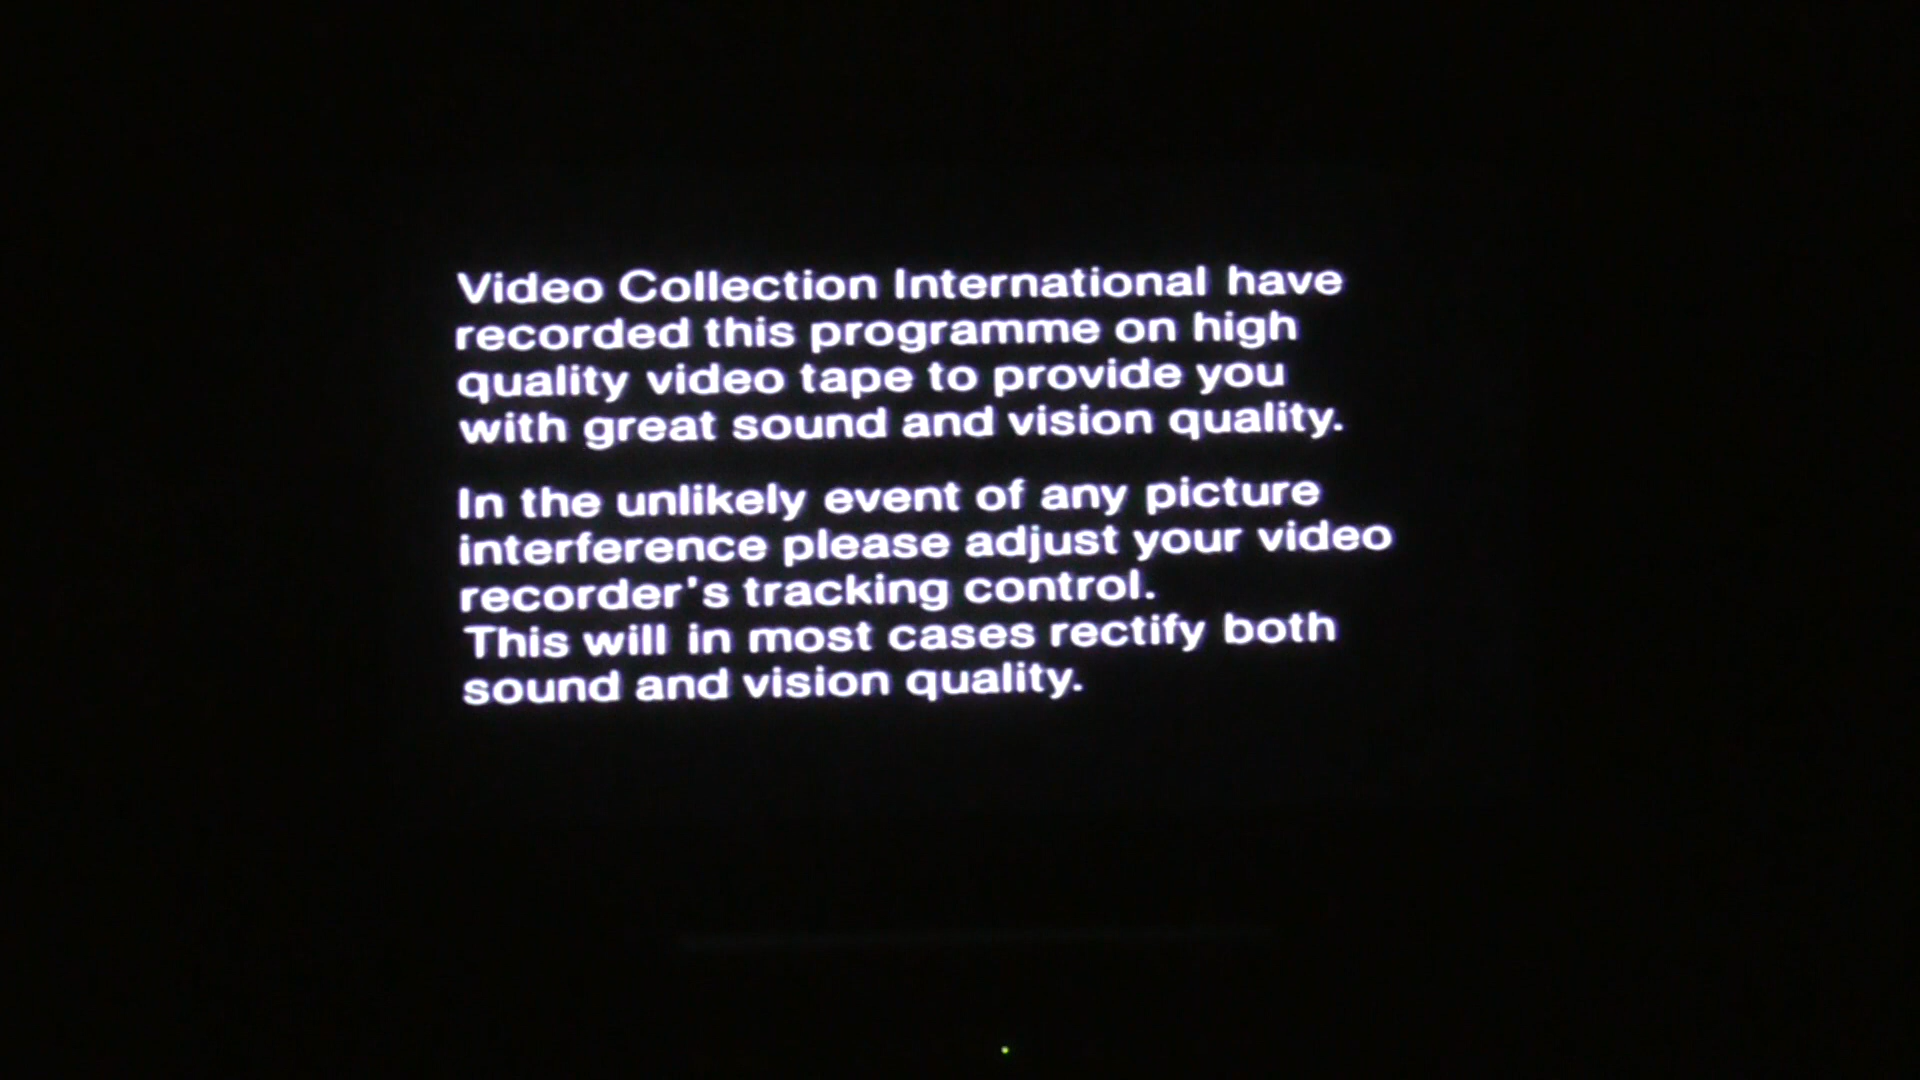 Video Collection International have
recorded this programme on high
quality video tape to provide you
with great sound and vision quality.
In the unlikely event of any picture
interference please adjust your video
recorder's tracking control.
This will in most cases rectify both
sound and vision quality.